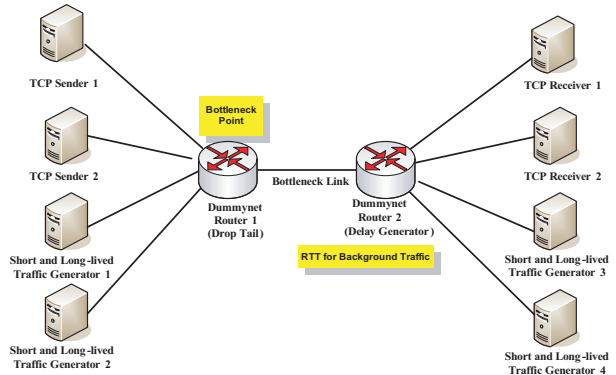 TCP Sender 1
TCP Receiver 1
Bottleneck
Point
TCP Sender 2
TCP Receiver 2
Bottleneck Link
Dummynet
Router 1
(Drop Tail)
Dummynet
Router 2
(Delay Generator)
RTT for Background Traffic
Short and Long-lived
Traffic Generator 1
Short and Long-lived
Traffic Generator 3
Short and Long-lived
Traffic Generator 2
Short and Long-lived
Traffic Generator 4